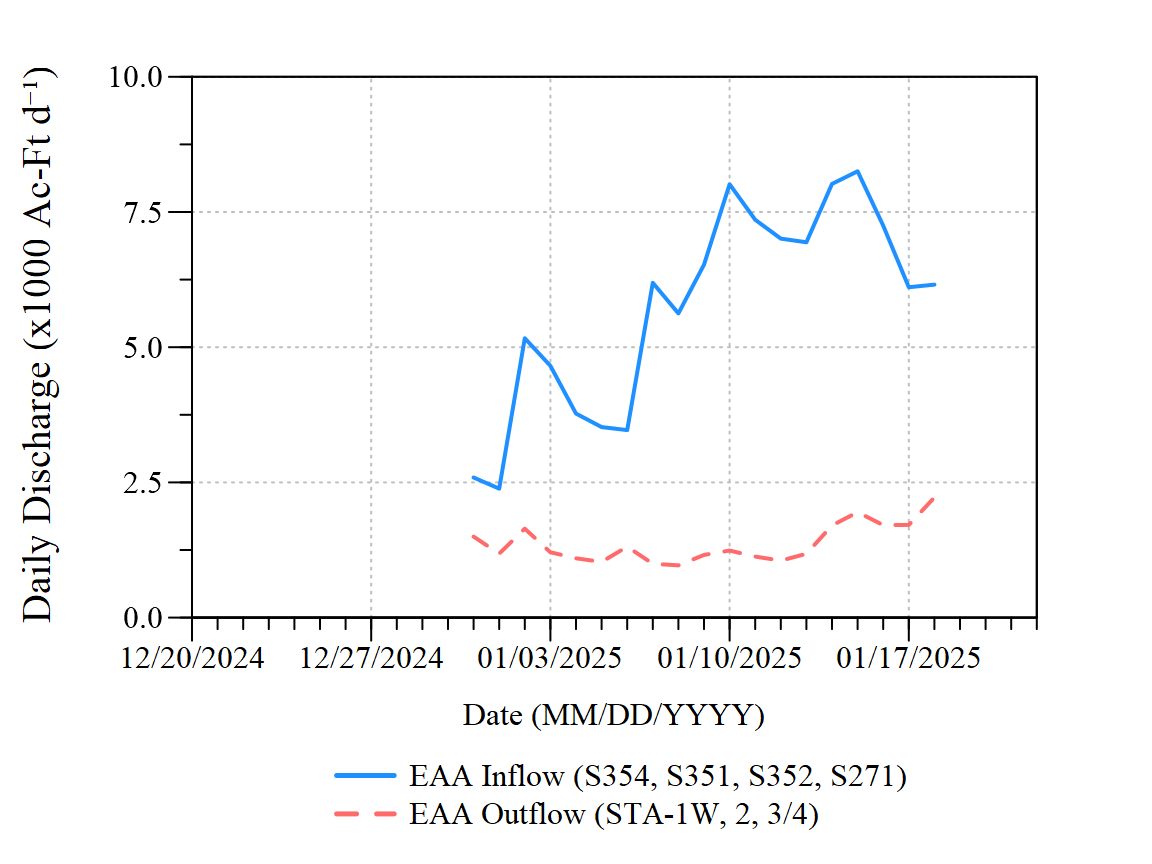 Daily Discharge (x1000 Ac-Ft d⁻¹)
10.0
7.5
5.0
2.5
0.0
12/20/2024 12/27/2024 01/03/2025 01/10/2025 01/17/2025
Date (MM/DD/YYYY)
EAA Inflow (S354, S351, S352, S271)
EAA Outflow (STA-1W, 2, 3/4)